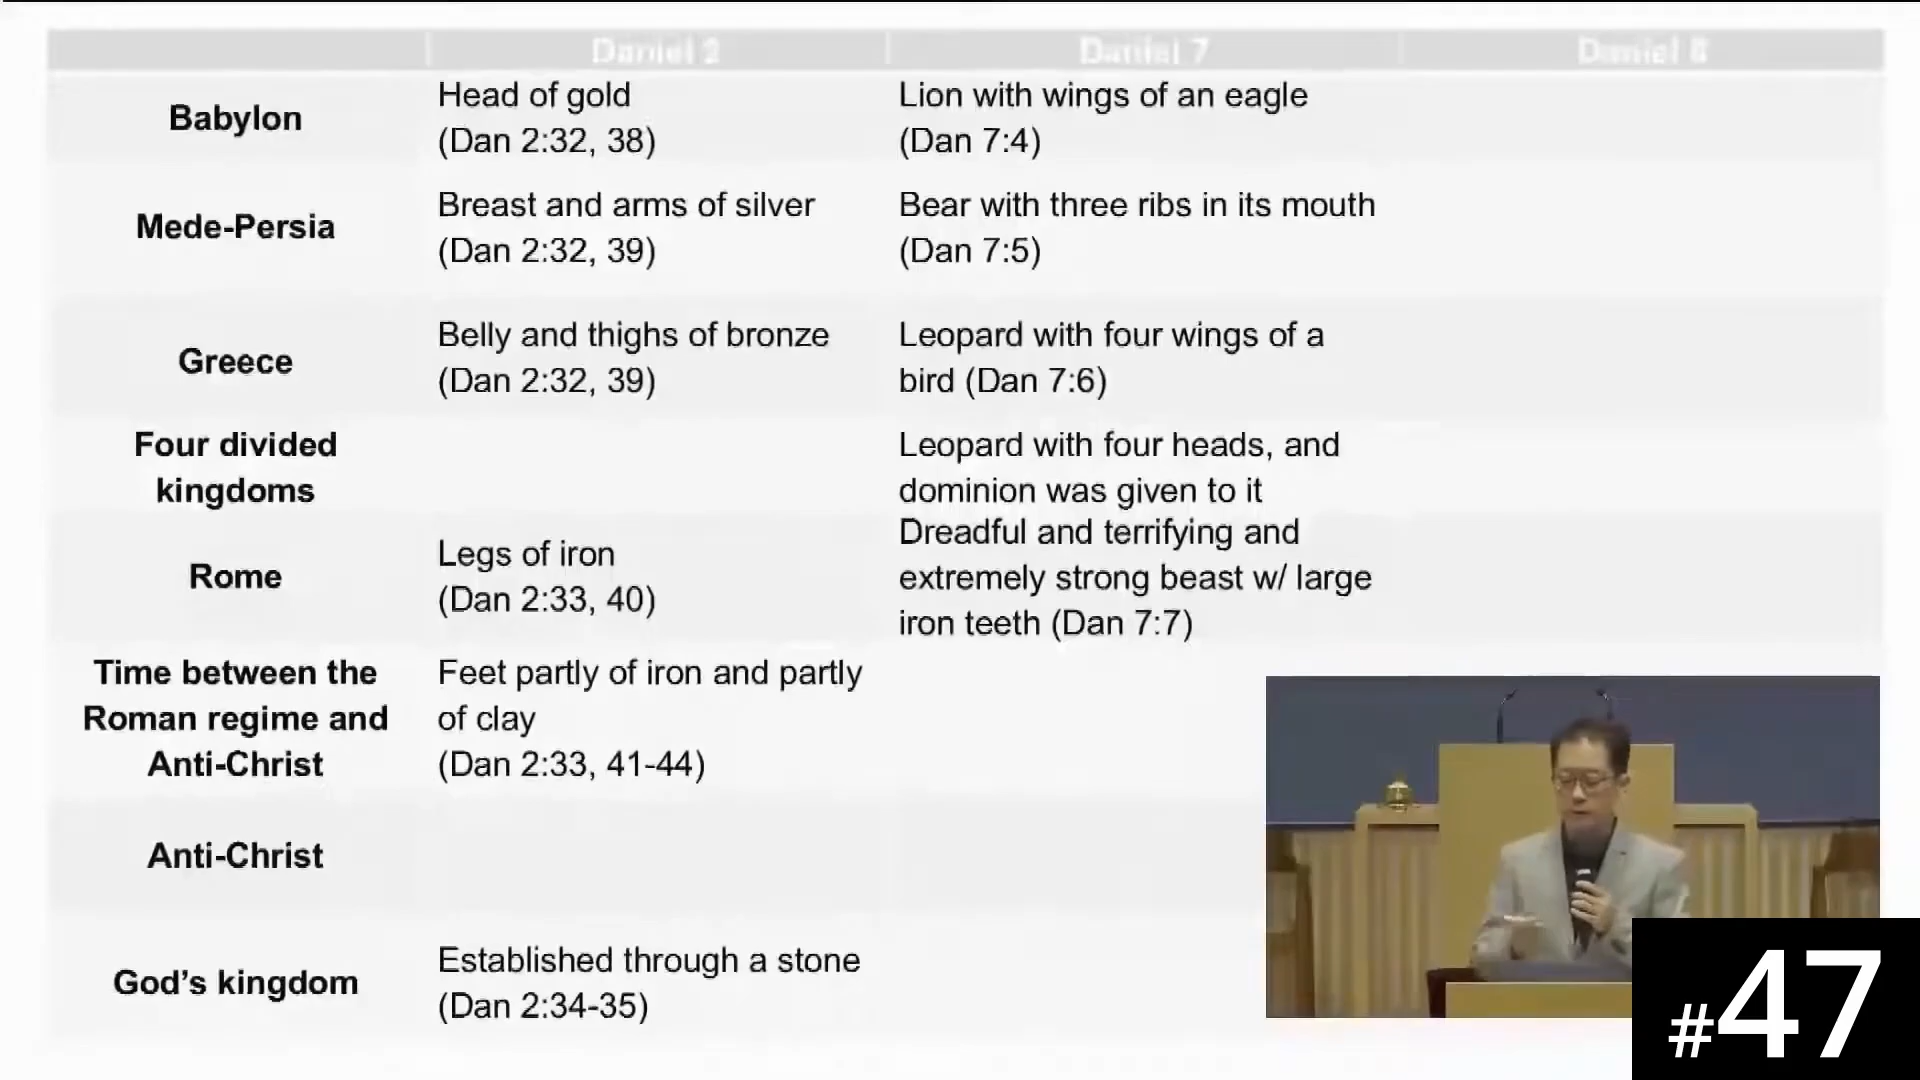 Daniel 2
Daniel 7
Daniel 8
Babylon
Head of gold
(Dan 2:32, 38)
Lion with wings of an eagle
(Dan 7:4)
Mede-Persia
Breast and arms of silver
(Dan 2:32, 39)
Bear with three ribs in its mouth
(Dan 7:5)
Greece
Belly and thighs of bronze
(Dan 2:32, 39)
Leopard with four wings of a
bird (Dan 7:6)
Four divided
kingdoms
Leopard with four heads, and
dominion was given to it
Rome
Legs of iron
(Dan 2:33, 40)
Dreadful and terrifying and
extremely strong beast w/ large
iron teeth (Dan 7:7)
Time between the
Roman regime and
Anti-Christ
Feet partly of iron and partly
of clay
(Dan 2:33, 41-44)
Anti-Christ
God's kingdom
Established through a stone
(Dan 2:34-35)
#47